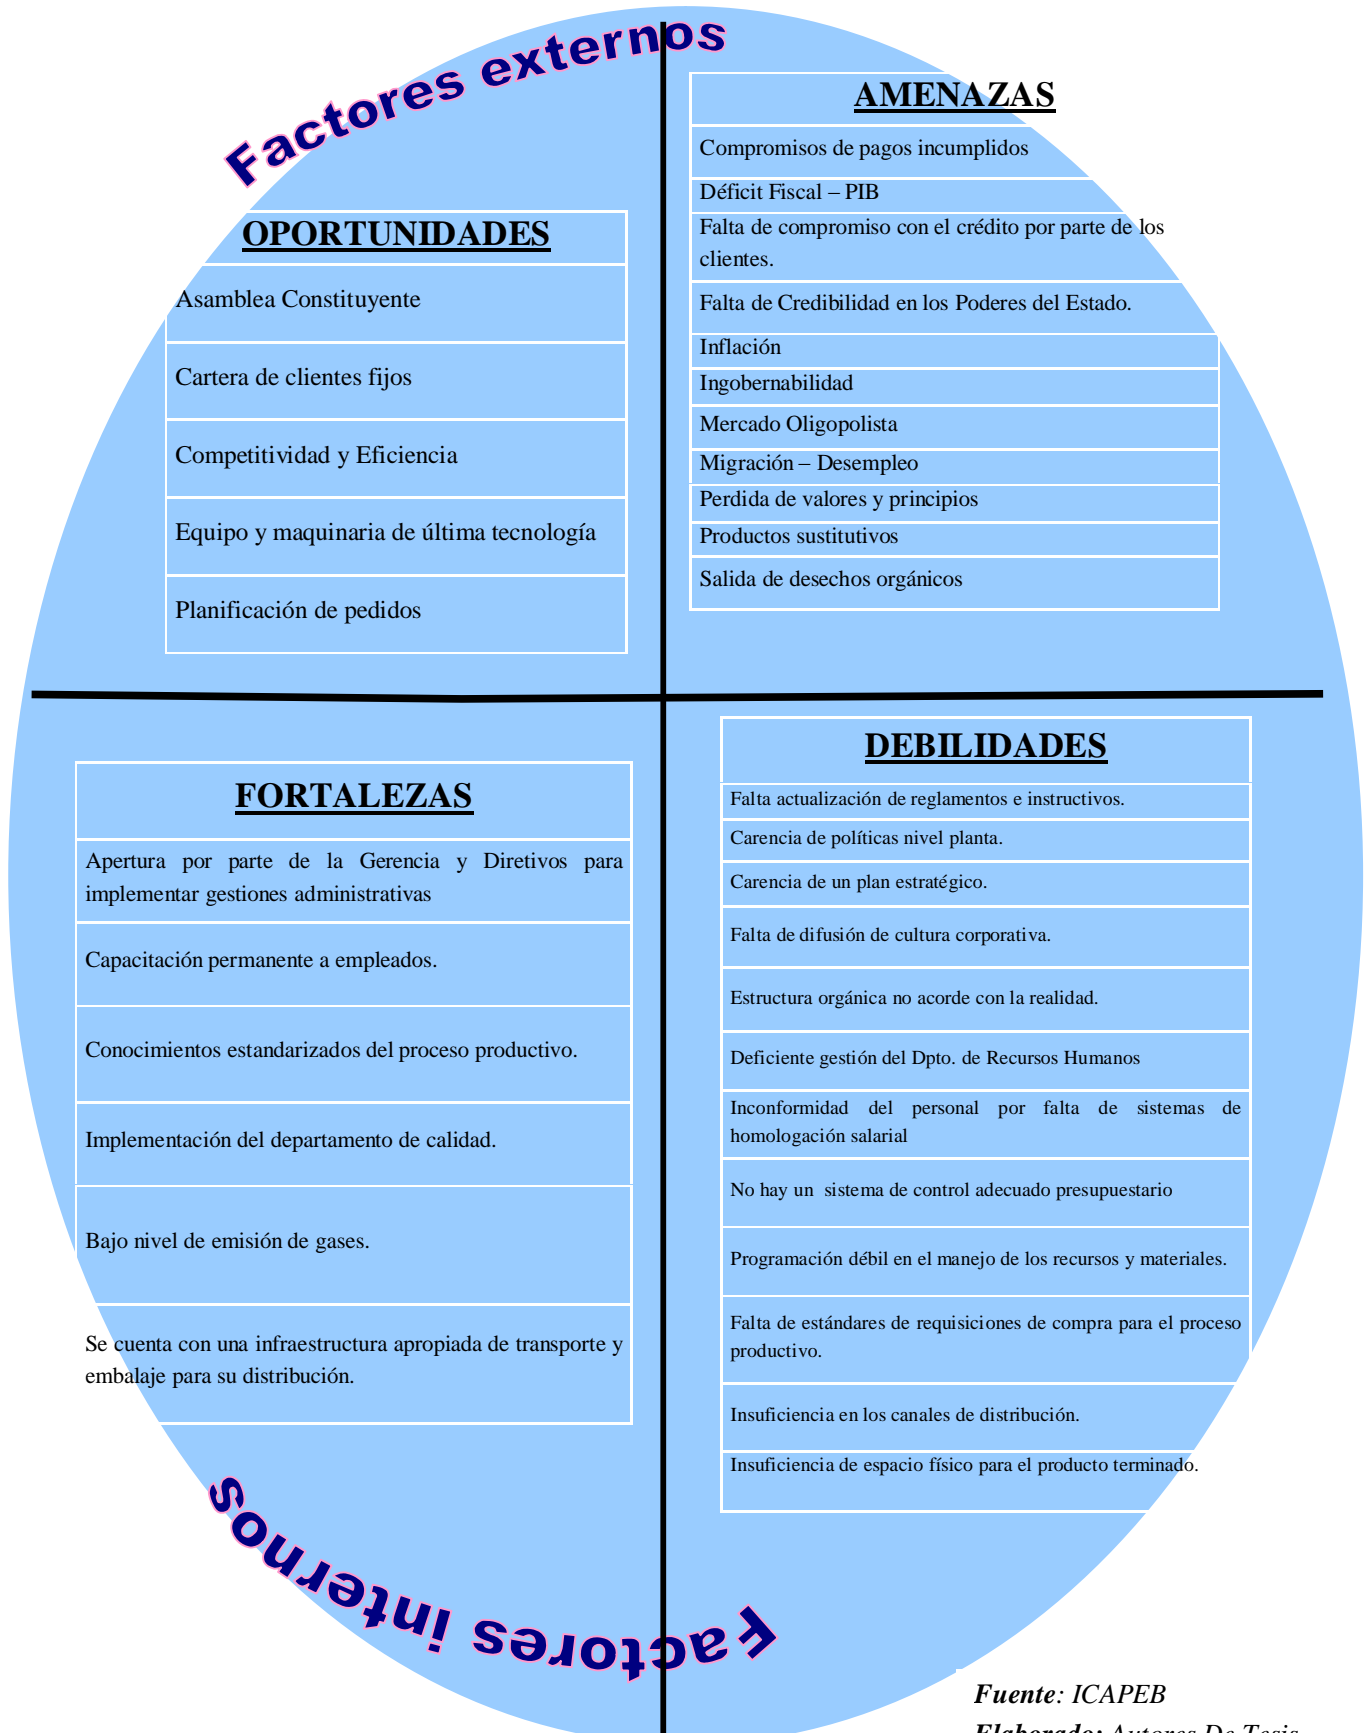 Factores externos
OPORTUNIDADES
Asamblea Constituyente
Cartera de clientes fijos
Competitividad y Eficiencia
Equipo y maquinaria de última tecnología
Planificación de pedidos
AMENAZAS
Compromisos de pagos incumplidos
Déficit Fiscal – PIB
Falta de compromiso con el crédito por parte de los
clientes.
Falta de Credibilidad en los Poderes del Estado.
Inflación
Ingobernabilidad
Mercado Oligopolista
Migración – Desempleo
Perdida de valores y principios
Productos sustitutivos
Salida de desechos orgánicos
FORTALEZAS
Apertura por parte de la Gerencia y Diretivos para
implementar gestiones administrativas
Capacitación permanente a empleados.
Conocimientos estandarizados del proceso productivo.
Implementación del departamento de calidad.
Bajo nivel de emisión de gases.
Se cuenta con una infraestructura apropiada de transporte y
embalaje para su distribución.
DEBILIDADES
Falta actualización de reglamentos e instructivos.
Carencia de políticas nivel planta.
Carencia de un plan estratégico.
Falta de difusión de cultura corporativa.
Estructura orgánica no acorde con la realidad.
Deficiente gestión del Dpto. de Recursos Humanos
Inconformidad del personal por falta de sistemas de
homologación salarial
No hay un sistema de control adecuado presupuestario
Programación débil en el manejo de los recursos y materiales.
Falta de estándares de requisiciones de compra para el proceso
productivo.
Insuficiencia en los canales de distribución.
Insuficiencia de espacio físico para el producto terminado.
Factores internos
Fuente: ICAPEB
Elaborado: Autores De Tesis